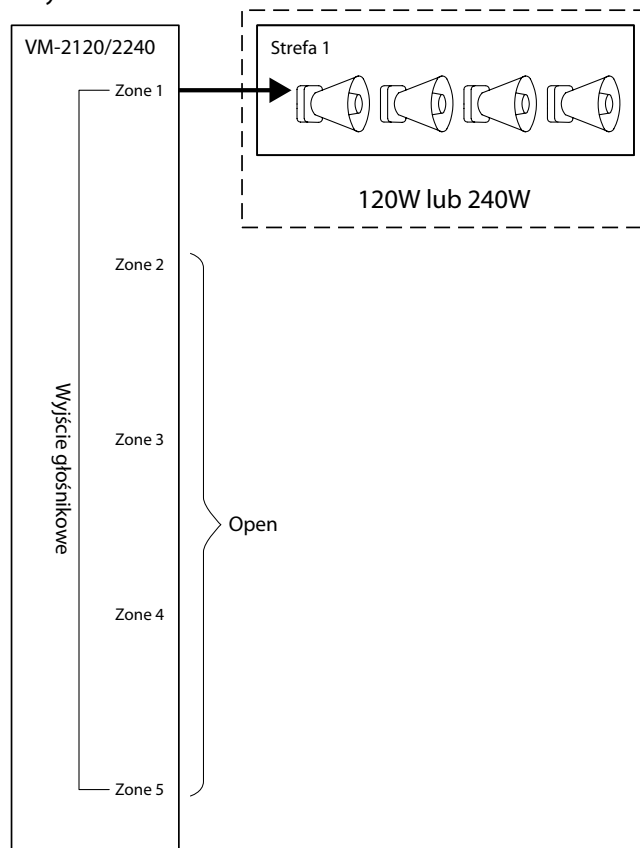 VM-2120/2240
Strefa 1
Zone 1
120W lub 240W
Zone 2
Wyjście głośnikowe
Zone 3
Open
Zone 4
Zone 5